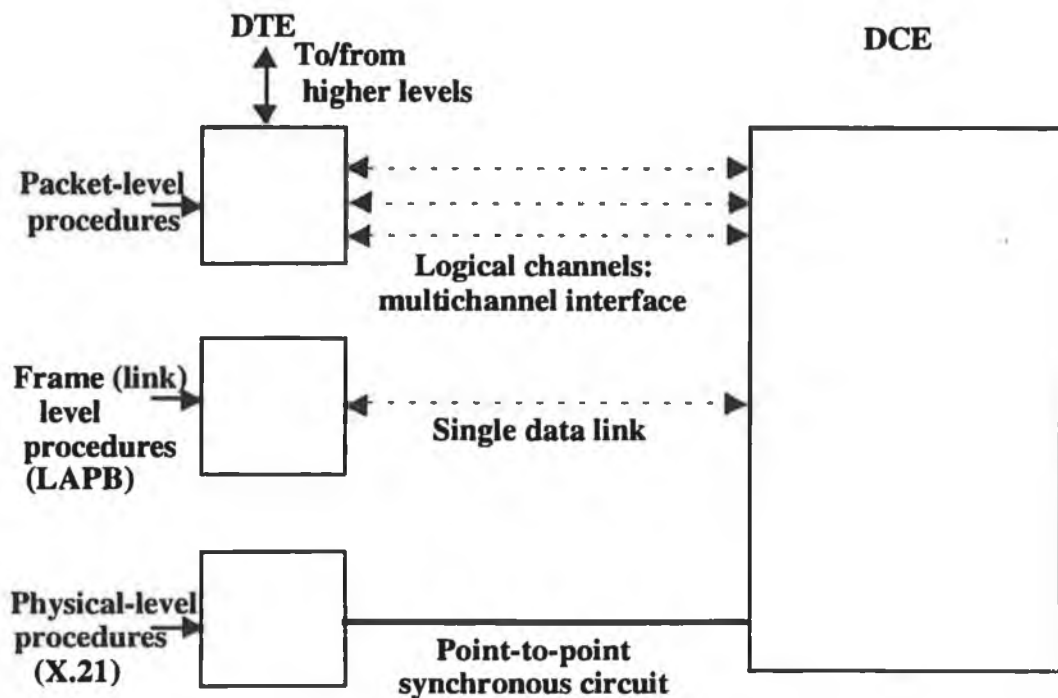 DTE
To/from
higher levels
DCE
Packet-level
procedures
Logical channels:
multichannel interface
Frame (link)
level
procedures
(LAPB)
Single data link
Physical-level
procedures
(X.21)
Point-to-point
synchronous circuit